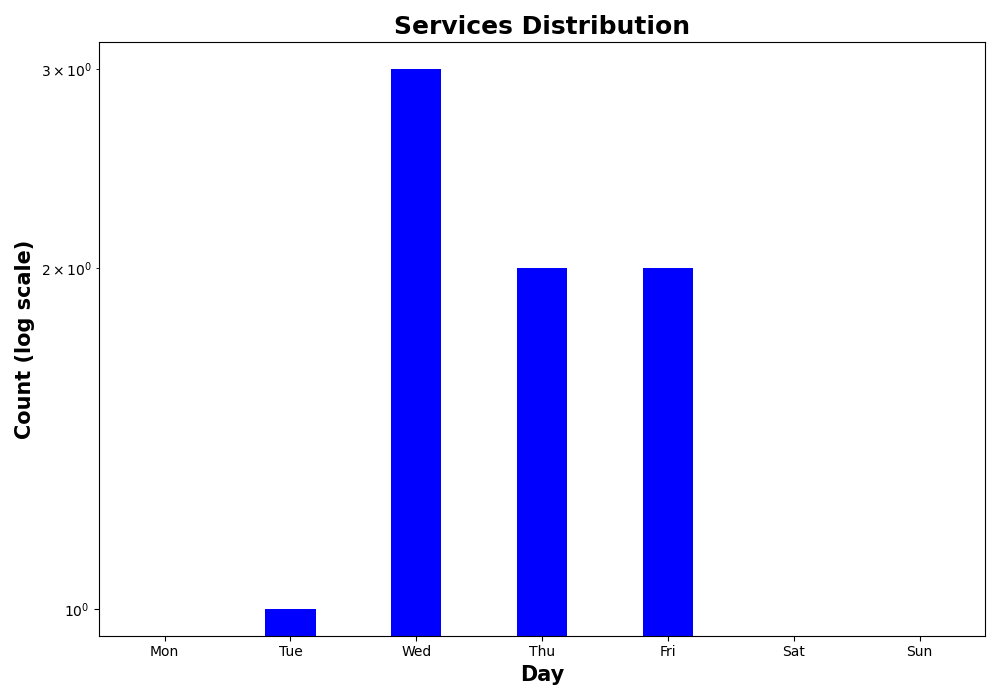 Services Distribution
3 × 10⁰
2 × 10⁰
10⁰
Count (log scale)
Mon Tue Wed Thu Fri Sat Sun
Day